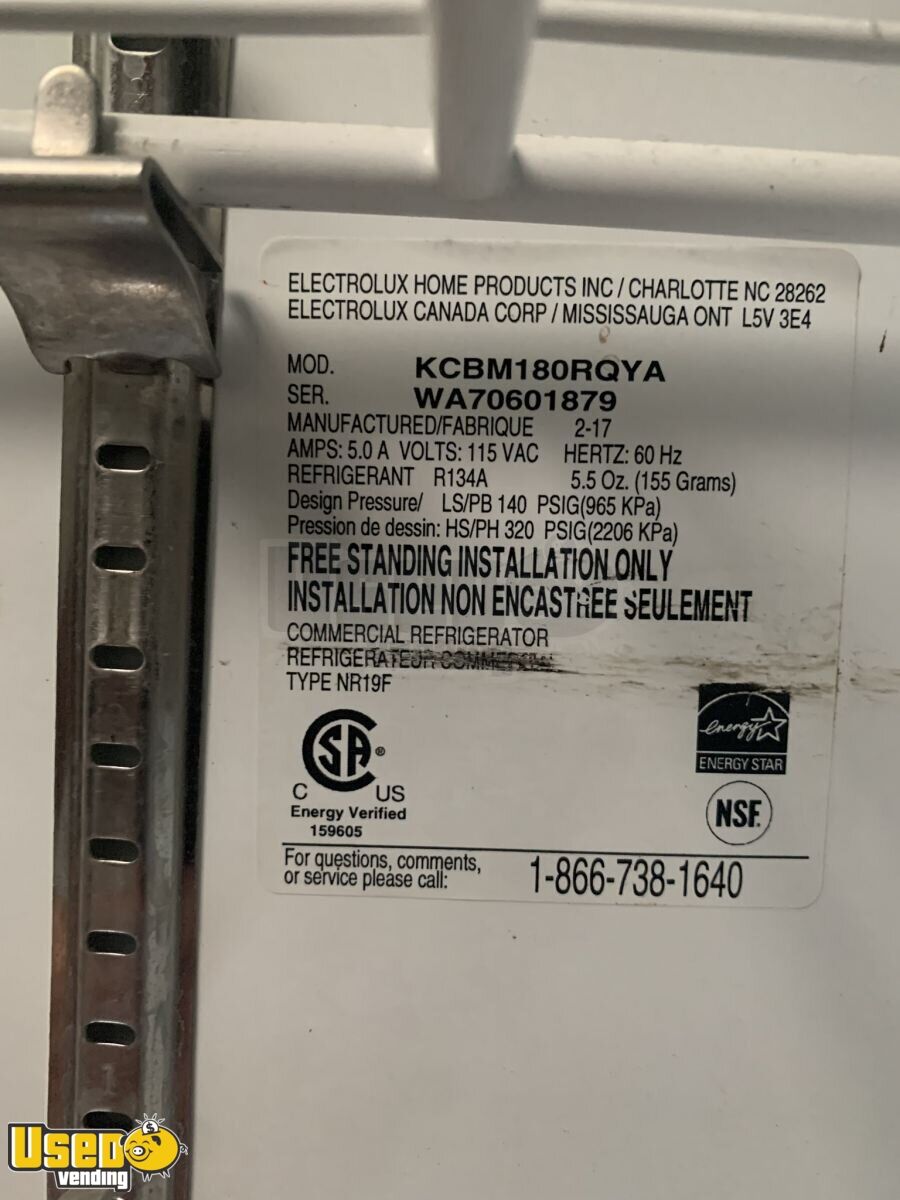 ELECTROLUX HOME PRODUCTS INC / CHARLOTTE NC 28262
ELECTROLUX CANADA CORP / MISSISSAUGA ONT L5V 3E4
MOD. KCBM180RQYA
SER. WA70601879
MANUFACTURED/FABRIQUE 2-17
AMPS: 5.0 A VOLTS: 115 VAC HERTZ: 60 Hz
REFRIGERANT R134A 5.5 Oz. (155 Grams)
Design Pressure/ LS/PB 140 PSIG(965 KPa)
Pression de dessin: HS/PH 320 PSIG(2206 KPa)
FREE STANDING INSTALLATION ONLY
INSTALLATION NON ENCASTREE SEULEMENT
COMMERCIAL REFRIGERATOR
REFRIGERATEUR COMMERCIAL
TYPE NR19F
SA ®
C US
Energy Verified
159605
energy
ENERGY STAR
NSF.
For questions, comments,
or service please call: 1-866-738-1640
1
USED
vending